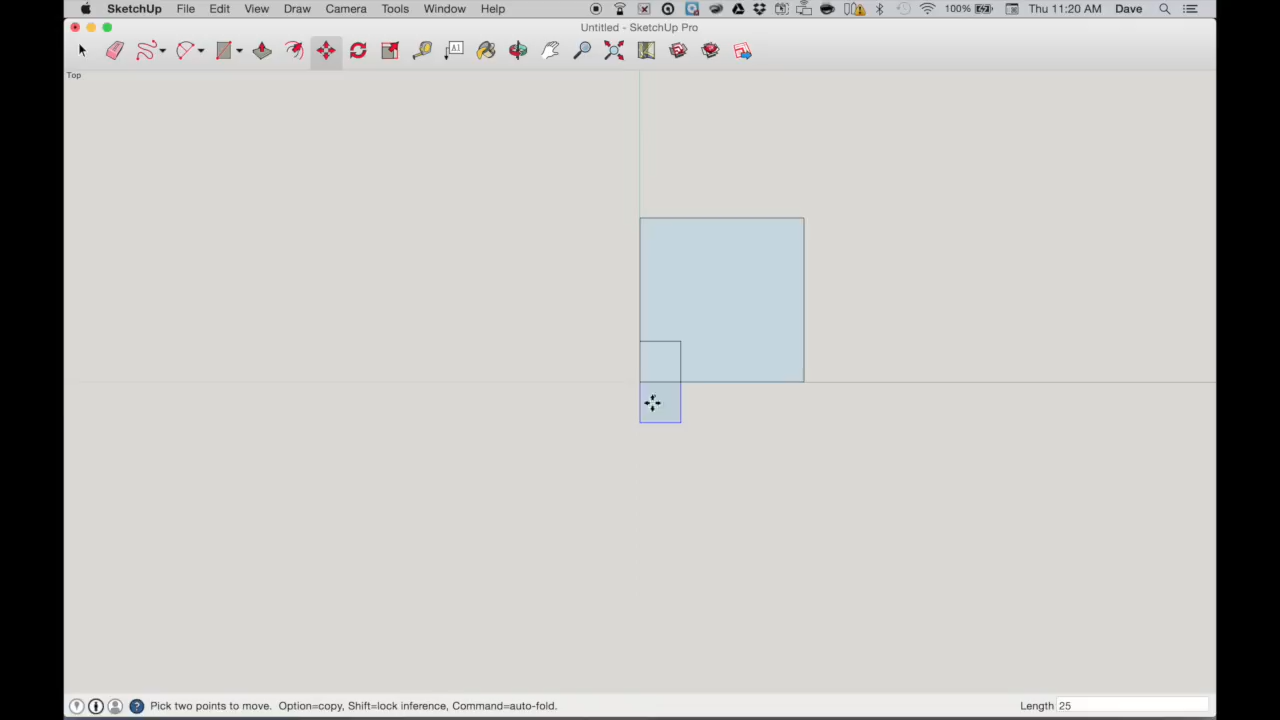 SketchUp File Edit View Draw Camera Tools Window Help 100% Thu 11:20 AM Dave
Untitled - SketchUp Pro
A1
Top
Pick two points to move. Option=copy, Shift=lock inference, Command=auto-fold. Length 25